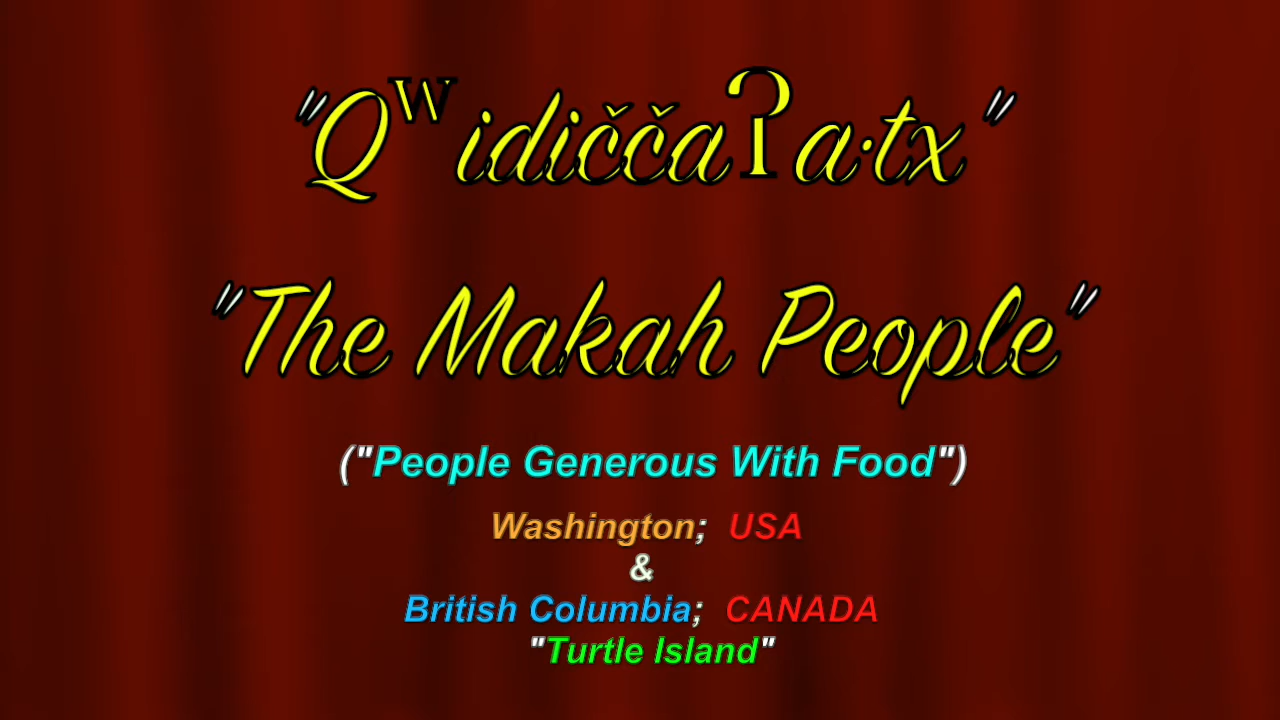 "Qʷidiččaʔa·tx"
"The Makah People"
("People Generous With Food")
Washington; USA
&
British Columbia; CANADA
"Turtle Island"